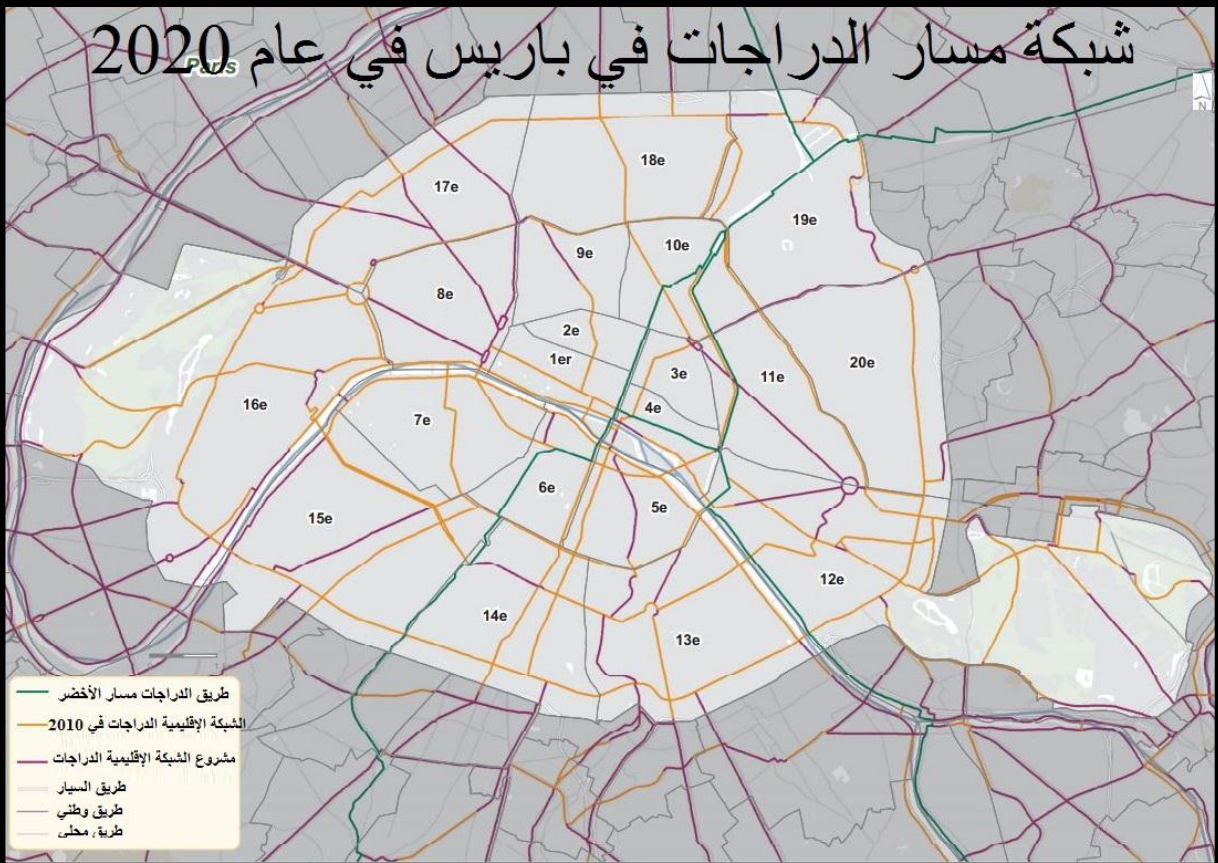 شبكة مسار الدراجات في باريس في عام 2020
Paris
N
18e
17e
19e
9e
10e
8e
2e
1er
3e
11e
20e
16e
7e
4e
6e
5e
15e
12e
14e
13e
طريق الدراجات مسار الأخضر
الشبكة الإقليمية الدراجات في 2010
مشروع الشبكة الإقليمية الدراجات
طريق السيار
طريق وطني
طريق محلي